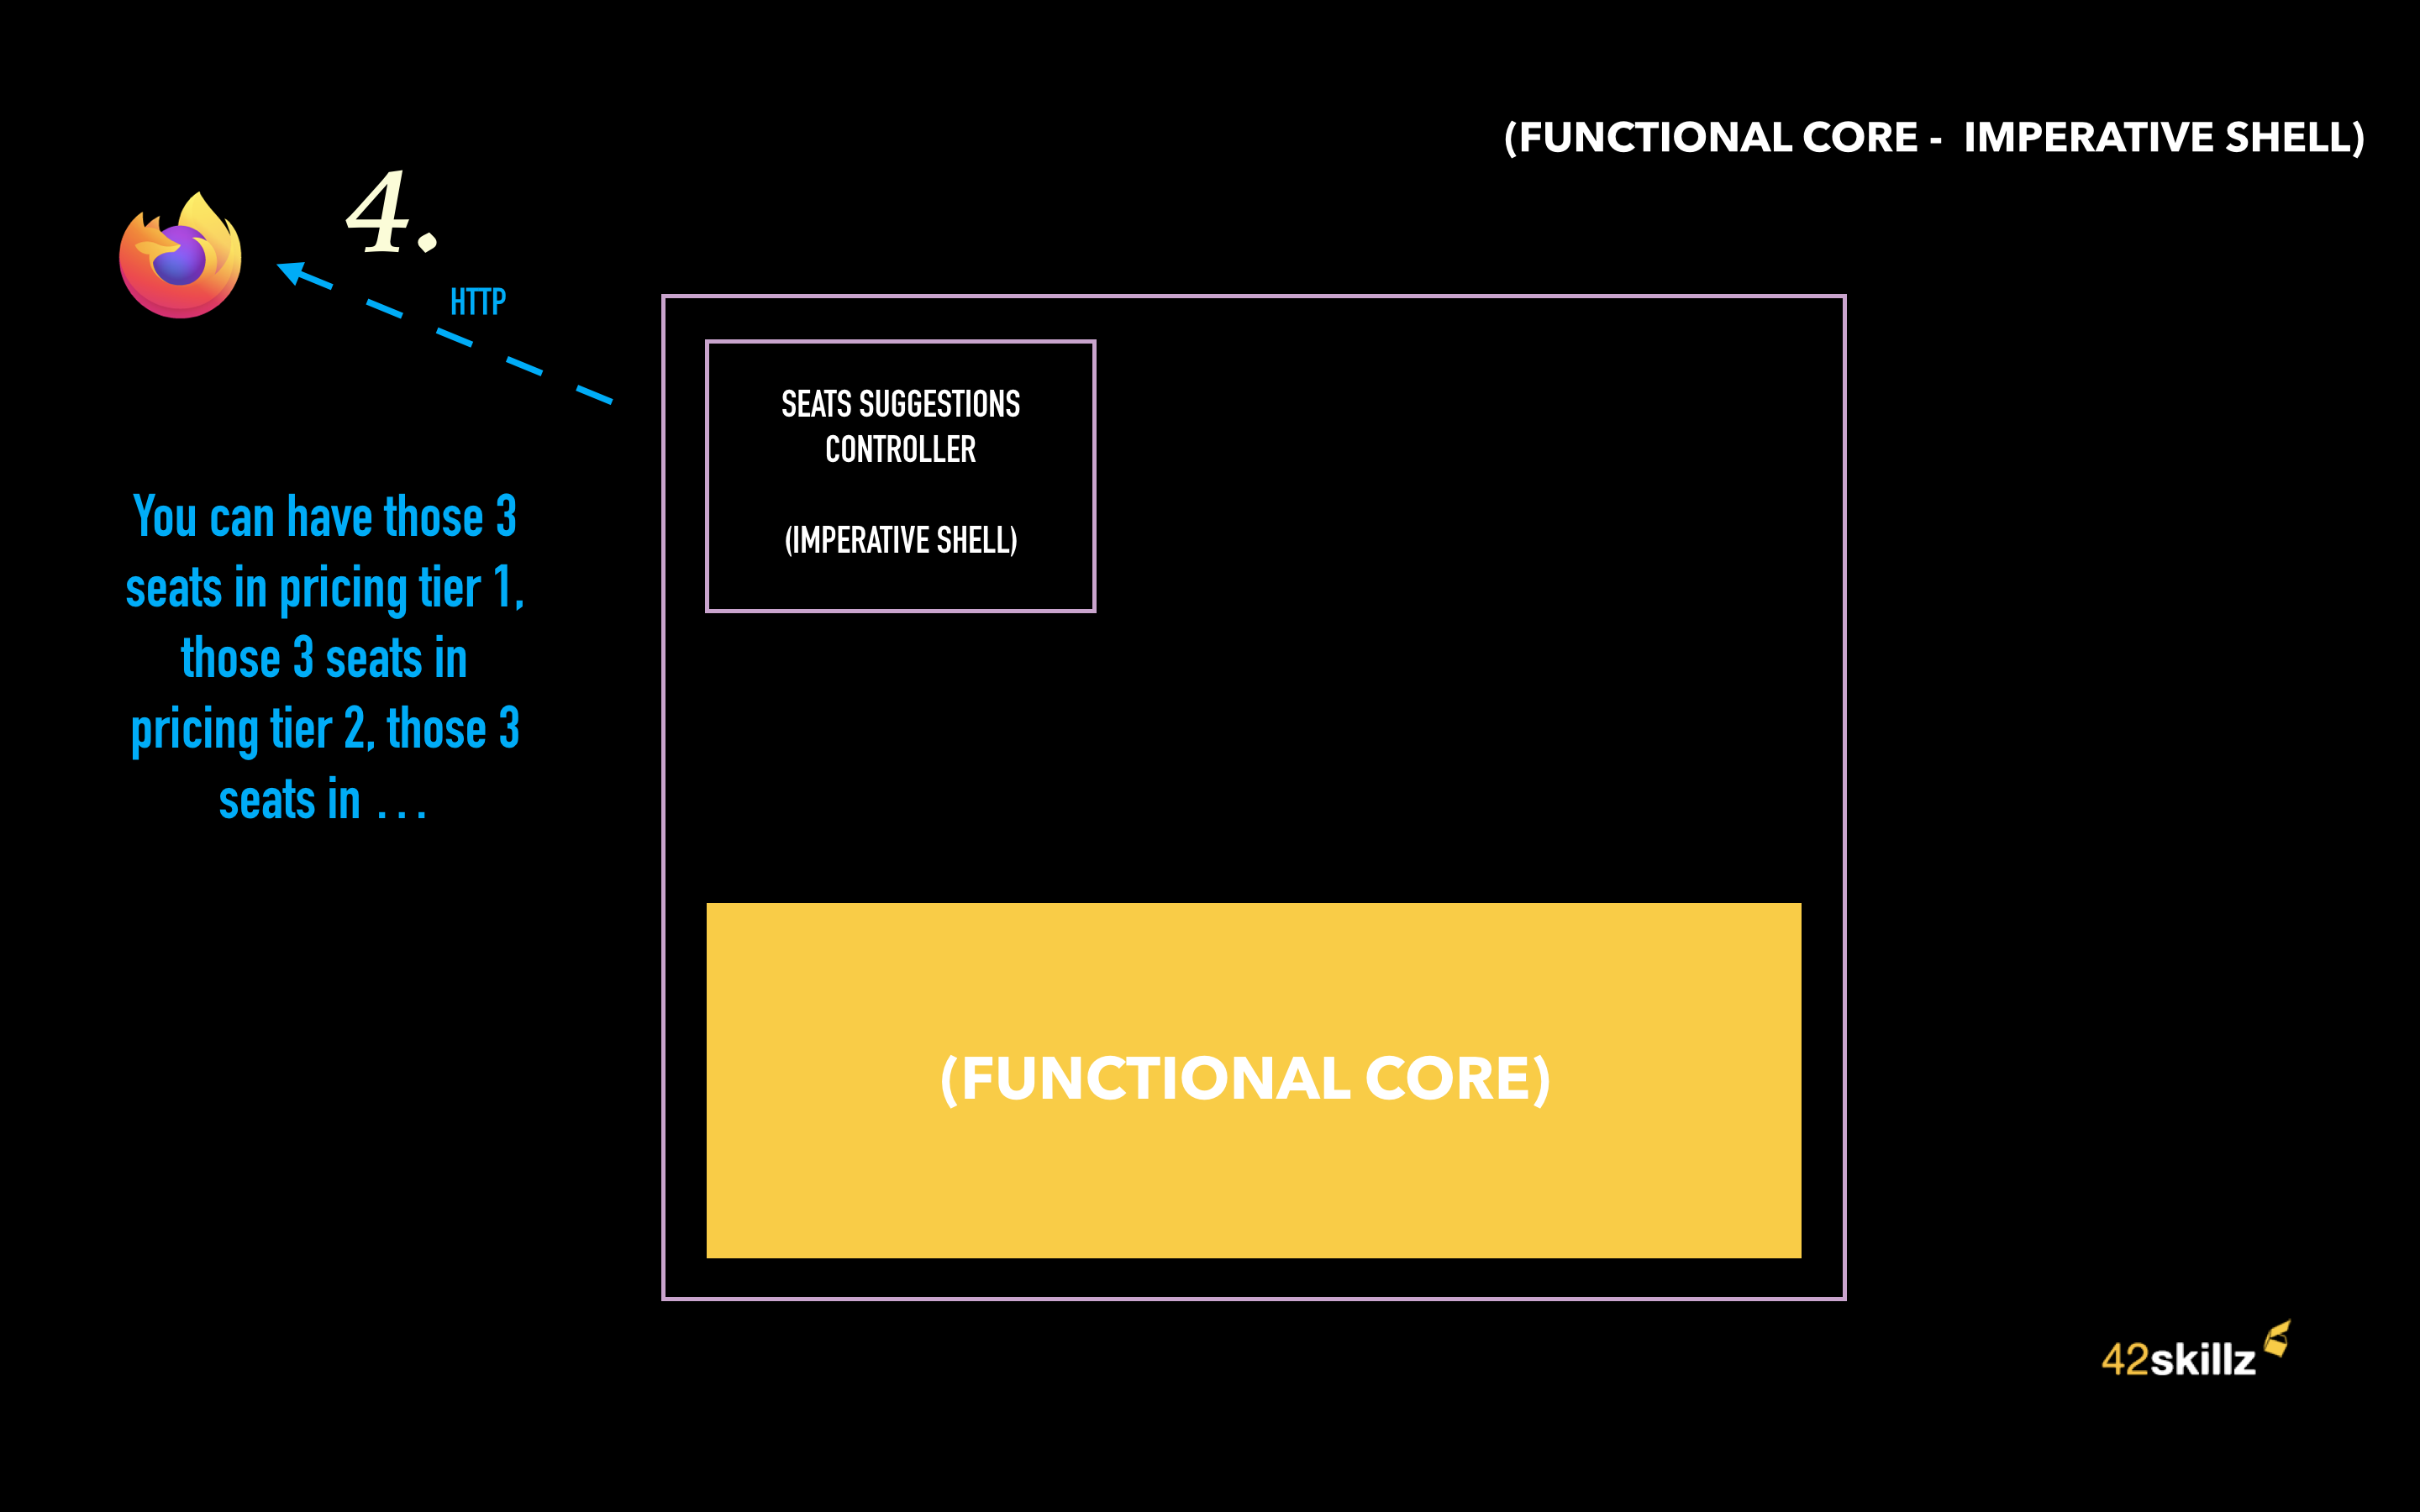 (FUNCTIONAL CORE - IMPERATIVE SHELL)
4.
HTTP
SEATS SUGGESTIONS
CONTROLLER
(IMPERATIVE SHELL)
You can have those 3
seats in pricing tier 1,
those 3 seats in
pricing tier 2, those 3
seats in ...
(FUNCTIONAL CORE)
42skillz